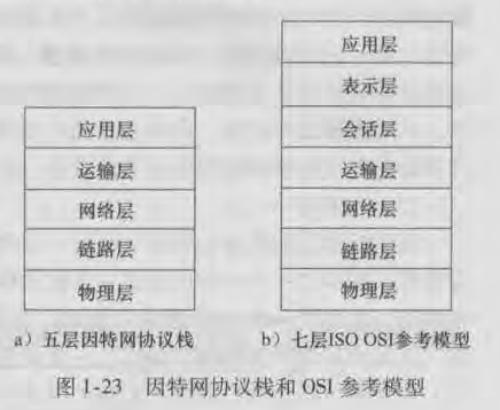 应用层
运输层
网络层
链路层
物理层
a）五层因特网协议栈
应用层
表示层
会话层
运输层
网络层
链路层
物理层
b）七层ISO OSI参考模型
图 1-23 因特网协议栈和 OSI 参考模型